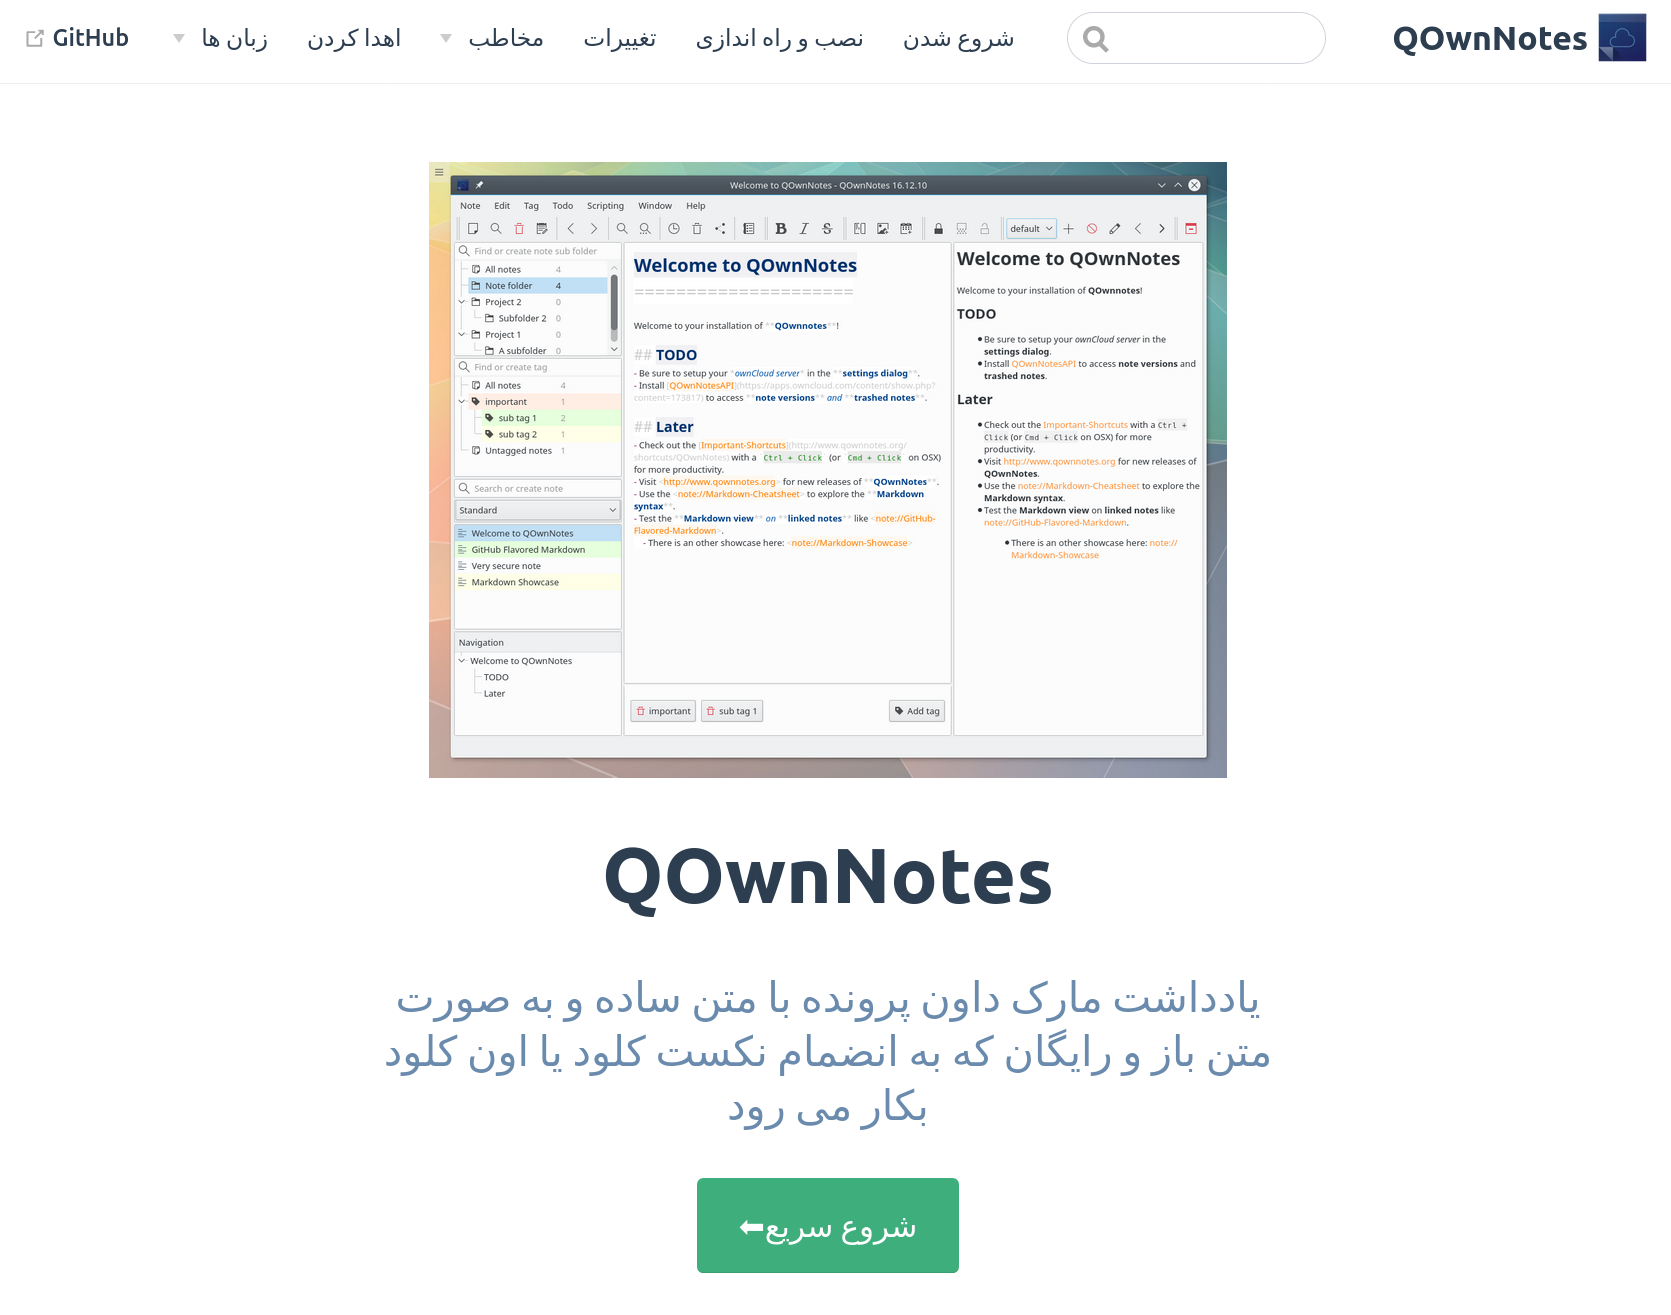 QOwnNotes
شروع شدن
نصب و راه اندازی
تغییرات
مخاطب
اهدا کردن
زبان ها
GitHub
Welcome to QOwnNotes - QOwnNotes 16.12.10
Note Edit Tag Todo Scripting Window Help
default
Find or create note sub folder
All notes 4
Note folder 4
Project 2 0
Subfolder 2 0
Project 1 0
A subfolder 0
Find or create tag
All notes 4
important 1
sub tag 1 2
sub tag 2 1
Untagged notes 1
Search or create note
Standard
Welcome to QOwnNotes
GitHub Flavored Markdown
Very secure note
Markdown Showcase
Navigation
Welcome to QOwnNotes
TODO
Later
Welcome to QOwnNotes
=====================
Welcome to your installation of **QOwnnotes**!
## TODO
- Be sure to setup your *ownCloud server* in the **settings dialog**.
- Install [QOwnNotesAPI](https://apps.owncloud.com/content/show.php?
content=173817) to access **note versions** and **trashed notes**.
## Later
- Check out the [Important-Shortcuts](http://www.qownnotes.org/
shortcuts/QOwnNotes) with a `Ctrl + Click` (or `Cmd + Click` on OSX)
for more productivity.
- Visit <http://www.qownnotes.org> for new releases of **QOwnNotes**.
- Use the <note://Markdown-Cheatsheet> to explore the **Markdown
syntax**.
- Test the **Markdown view** on **linked notes** like <note://GitHub-
Flavored-Markdown>.
- There is an other showcase here: <note://Markdown-Showcase>
important
sub tag 1
Add tag
Welcome to QOwnNotes
Welcome to your installation of QOwnnotes!
TODO
• Be sure to setup your ownCloud server in the
settings dialog.
• Install QOwnNotesAPI to access note versions and
trashed notes.
Later
• Check out the Important-Shortcuts with a Ctrl +
Click (or Cmd + Click on OSX) for more
productivity.
• Visit http://www.qownnotes.org for new releases of
QOwnNotes.
• Use the note://Markdown-Cheatsheet to explore the
Markdown syntax.
• Test the Markdown view on linked notes like
note://GitHub-Flavored-Markdown.
• There is an other showcase here: note://
Markdown-Showcase
QOwnNotes
یادداشت مارک داون پرونده با متن ساده و به صورت
متن باز و رایگان که به انضمام نکست کلود یا اون کلود
بکار می رود
شروع سریع⬅